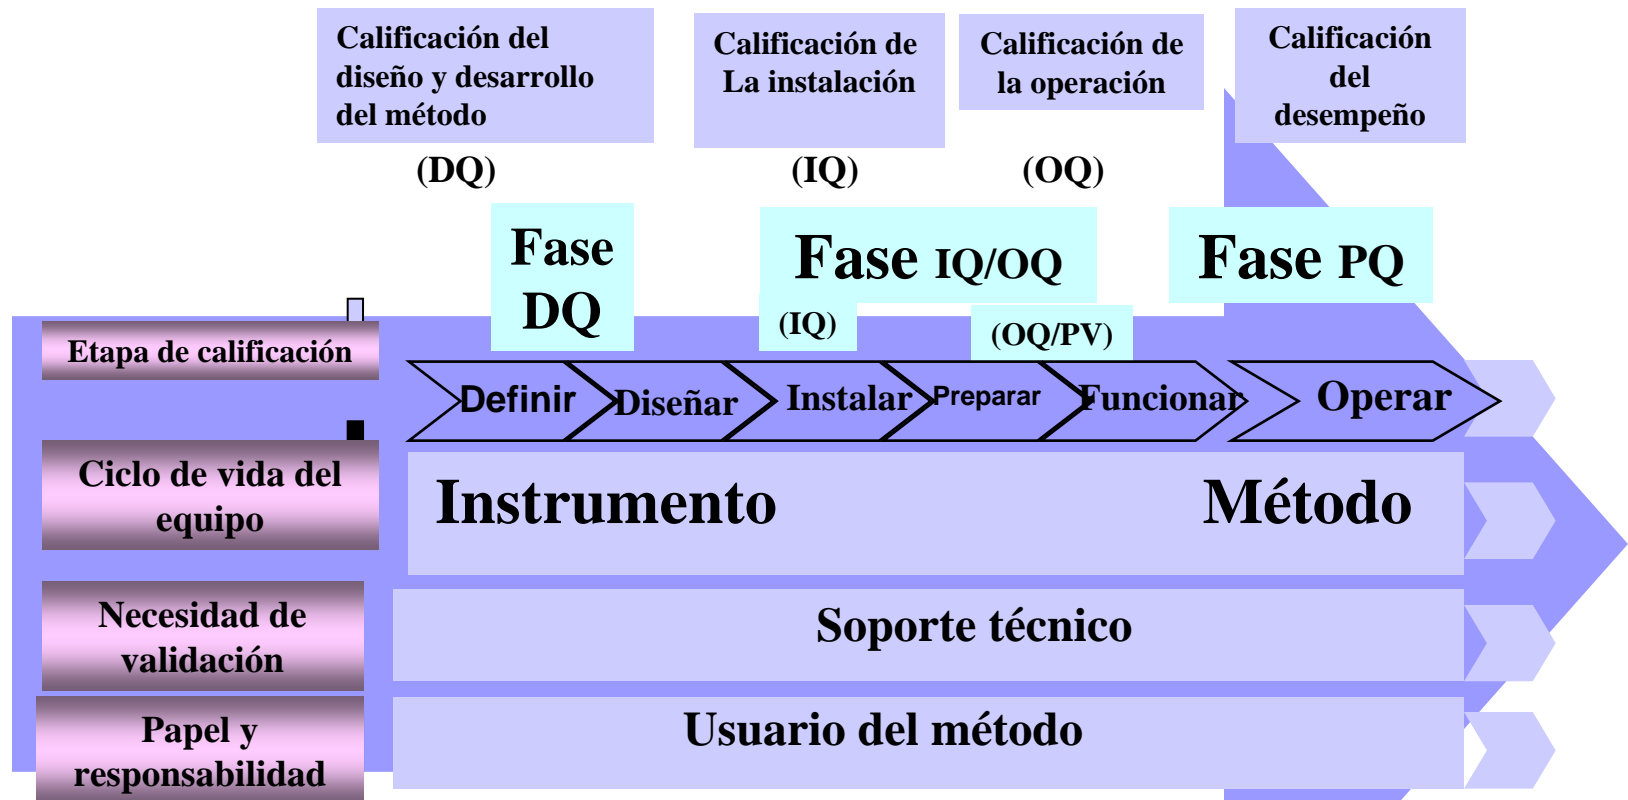 Calificación del
diseño y desarrollo
del método
Calificación de
La instalación
Calificación de
la operación
Calificación
del
desempeño
(DQ)
(IQ)
(OQ)
Fase
DQ
Fase IQ/OQ
Fase PQ
(IQ)
(OQ/PV)
Etapa de calificación
Definir
Diseñar
Instalar
Preparar
Funcionar
Operar
Ciclo de vida del
equipo
Instrumento
Método
Necesidad de
validación
Soporte técnico
Papel y
responsabilidad
Usuario del método